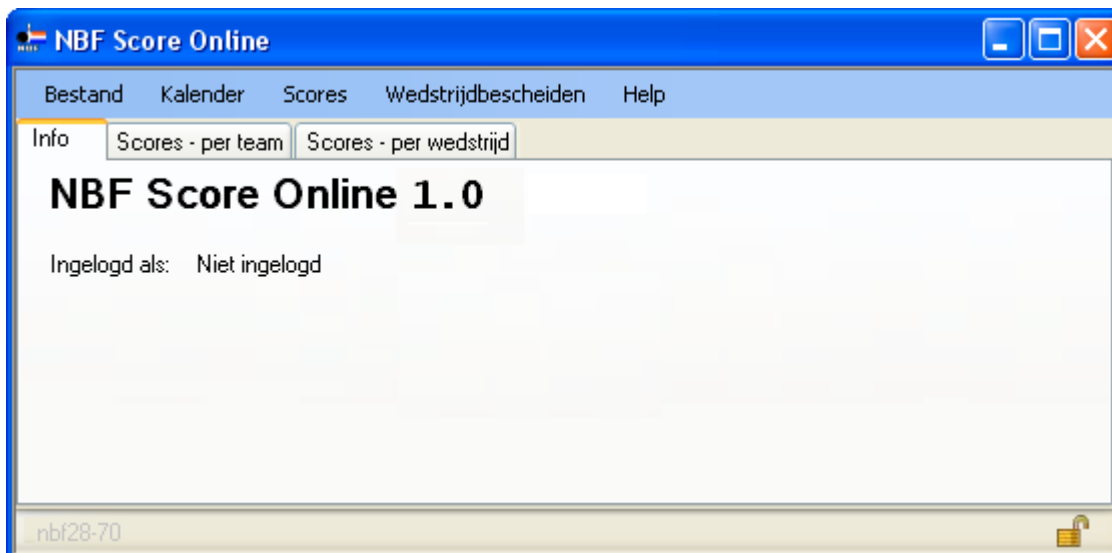 NBF Score Online
Bestand Kalender Scores Wedstrijdbescheiden Help
Info Scores - per team Scores - per wedstrijd
NBF Score Online 1.0
Ingelogd als: Niet ingelogd
nbf28-70